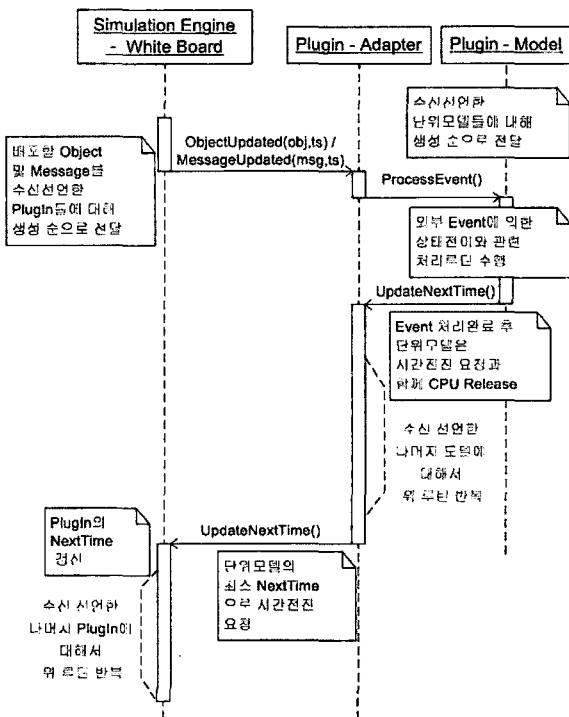 Simulation Engine
- White Board
Plugin - Adapter
Plugin - Model
수신선언한
단위모델들에 대해
생성 순으로 전달
배포할 Object
및 Message를
수신선언한
PlugIn들에 대해
생성 순으로 전달
ObjectUpdated(obj,ts) /
MessageUpdated(msg,ts)
ProcessEvent()
외부 Event에 의한
상태전이와 관련
처리루틴 수행
UpdateNextTime()
Event 처리완료 후
단위모델은
시간전진 요청과
함께 CPU Release
수신 선언한
나머지 모델에
대해서
위 루틴 반복
PlugIn의
NextTime
갱신
UpdateNextTime()
단위모델의
최소 NextTime
으로 시간전진
요청
수신 선언한
나머지 PlugIn에
대해서
위 루틴 반복